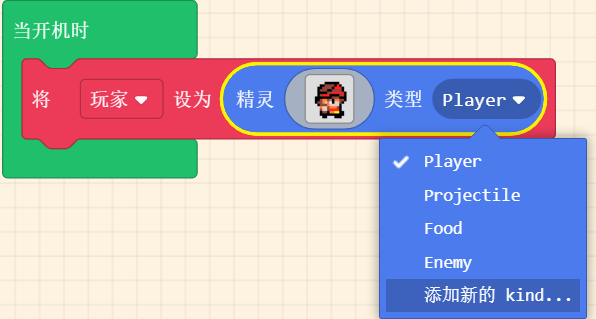 当开机时
将 玩家 设为 精灵 类型 Player
Player
Projectile
Food
Enemy
添加新的 kind...